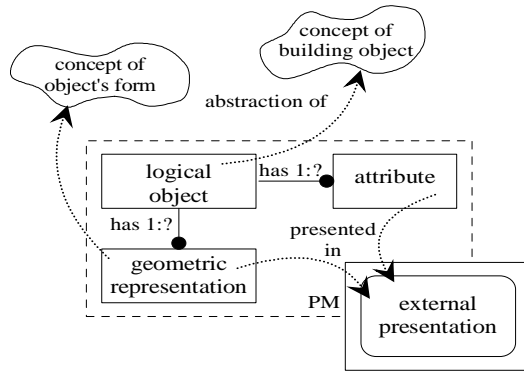 concept of
object's form
concept of
building object
abstraction of
logical
object
has 1:?
attribute
has 1:?
presented
in
geometric
representation
PM
external
presentation